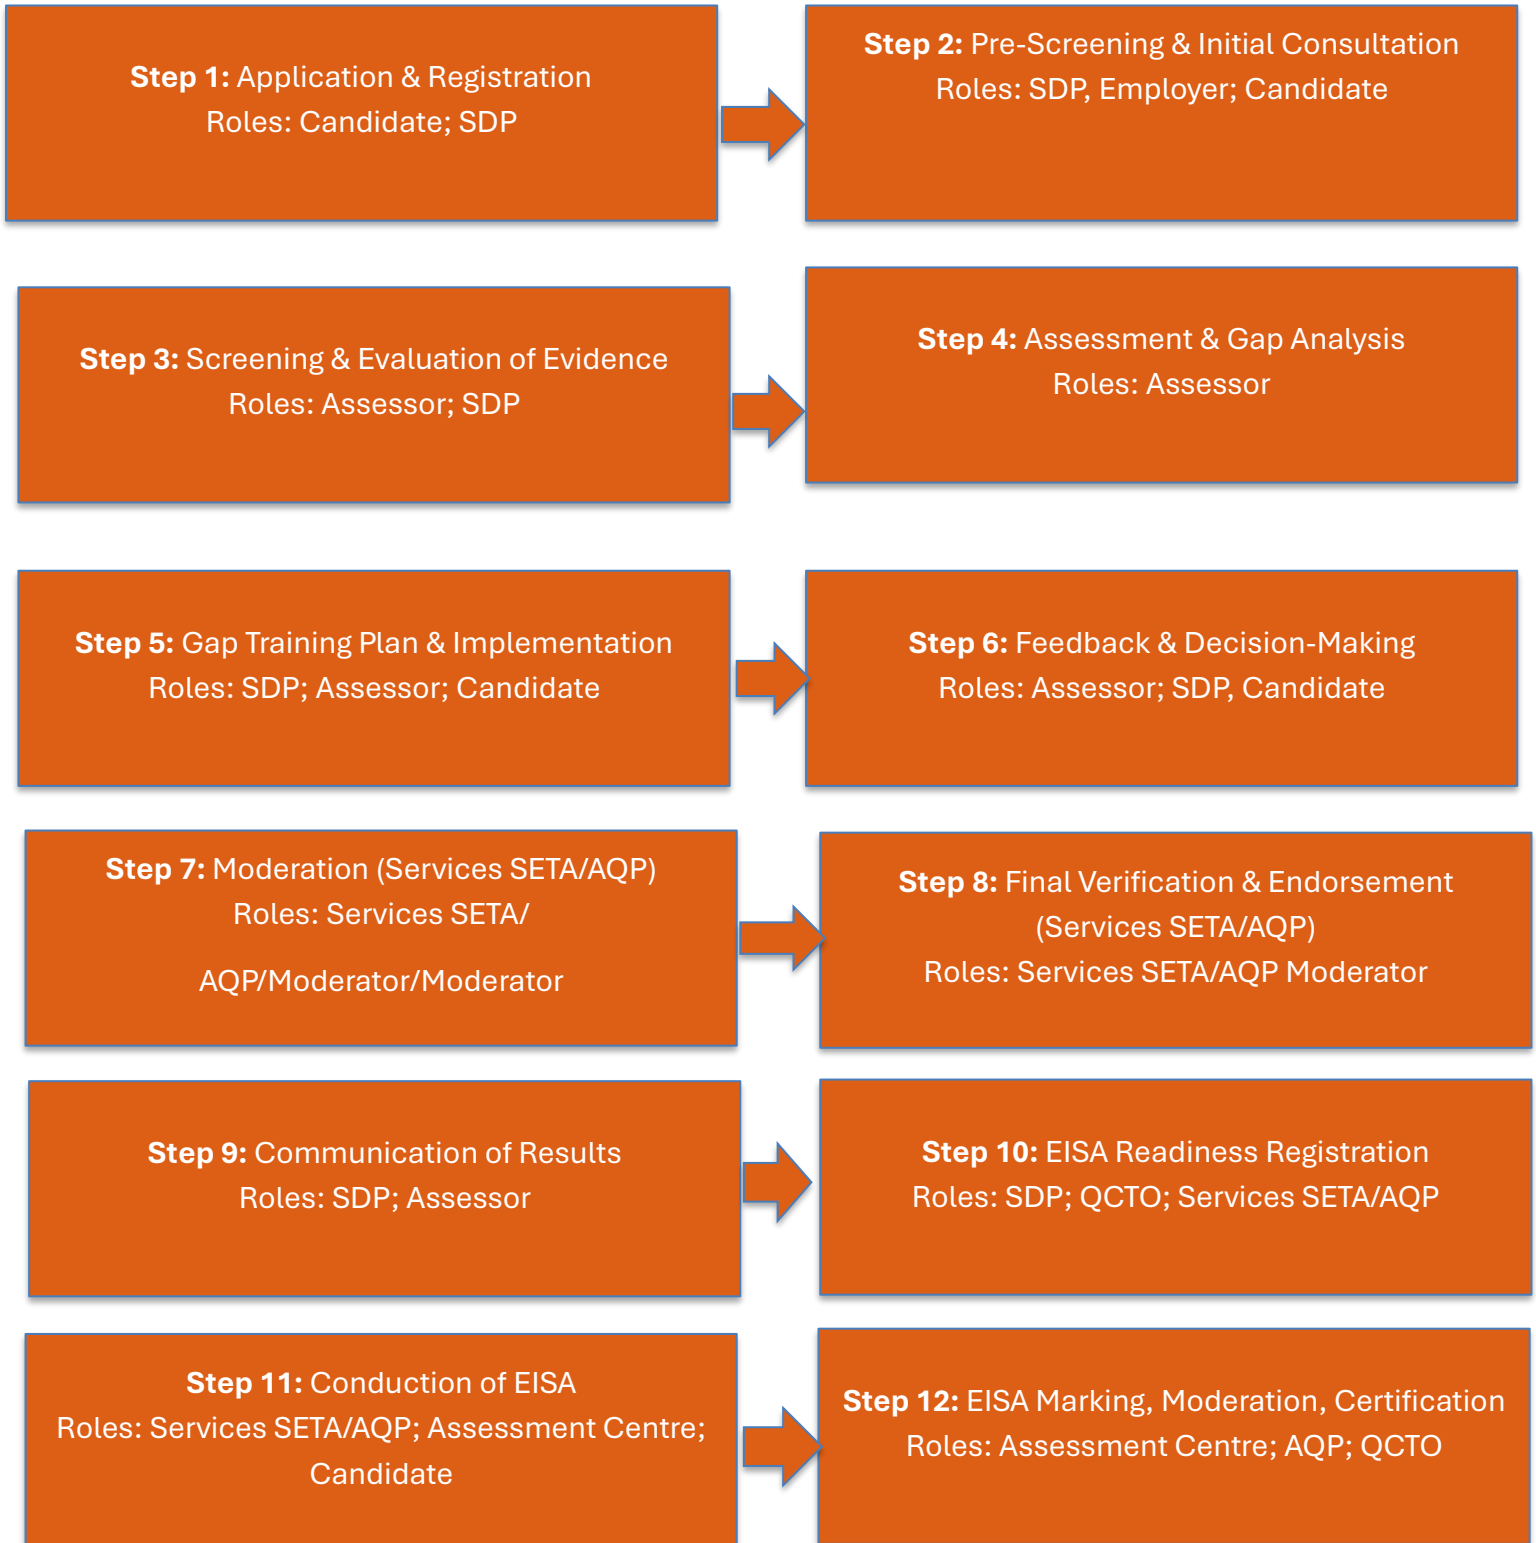 Step 1: Application & Registration
Roles: Candidate; SDP
Step 2: Pre-Screening & Initial Consultation
Roles: SDP, Employer; Candidate
Step 3: Screening & Evaluation of Evidence
Roles: Assessor; SDP
Step 4: Assessment & Gap Analysis
Roles: Assessor
Step 5: Gap Training Plan & Implementation
Roles: SDP; Assessor; Candidate
Step 6: Feedback & Decision-Making
Roles: Assessor; SDP, Candidate
Step 7: Moderation (Services SETA/AQP)
Roles: Services SETA/
AQP/Moderator/Moderator
Step 8: Final Verification & Endorsement
(Services SETA/AQP)
Roles: Services SETA/AQP Moderator
Step 9: Communication of Results
Roles: SDP; Assessor
Step 10: EISA Readiness Registration
Roles: SDP; QCTO; Services SETA/AQP
Step 11: Conduction of EISA
Roles: Services SETA/AQP; Assessment Centre;
Candidate
Step 12: EISA Marking, Moderation, Certification
Roles: Assessment Centre; AQP; QCTO